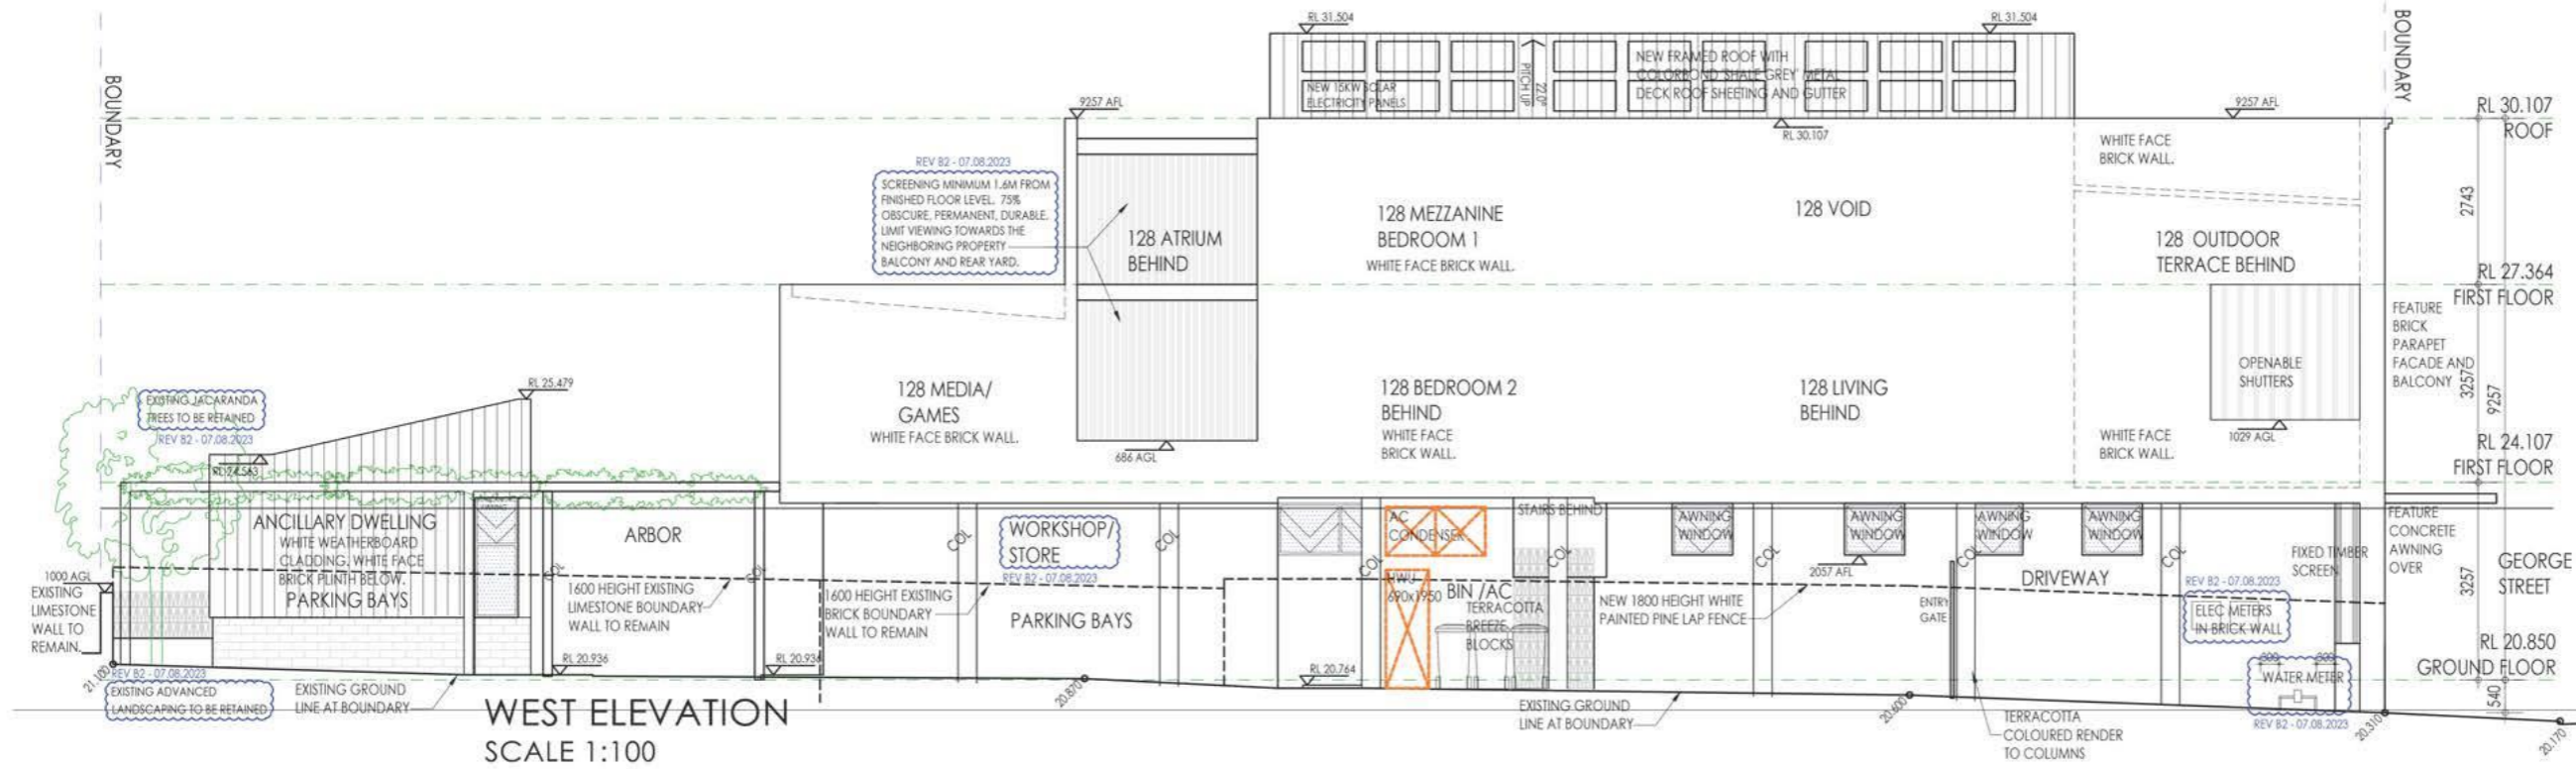 BOUNDARY
RL 31.504
RL 31.504
BOUNDARY
NEW FRAMED ROOF WITH
COLORBOND 'SHALE GREY' METAL
DECK ROOF SHEETING AND GUTTER
PITCH UP
22.0°
NEW 15KW SOLAR
ELECTRICITY PANELS
9257 AFL
9257 AFL
RL 30.107
ROOF
RL 30.107
WHITE FACE
BRICK WALL.
REV B2 - 07.08.2023
SCREENING MINIMUM 1.6M FROM
FINISHED FLOOR LEVEL. 75%
OBSCURE, PERMANENT, DURABLE.
LIMIT VIEWING TOWARDS THE
NEIGHBORING PROPERTY
BALCONY AND REAR YARD.
128 ATRIUM
BEHIND
128 MEZZANINE
BEDROOM 1
WHITE FACE BRICK WALL.
128 VOID
128 OUTDOOR
TERRACE BEHIND
2743
RL 27.364
FIRST FLOOR
FEATURE
BRICK
PARAPET
FACADE AND
BALCONY
3257
9257
OPENABLE
SHUTTERS
1029 AGL
RL 25.479
EXISTING JACARANDA
TREES TO BE RETAINED
REV B2 - 07.08.2023
RL 24.563
128 MEDIA/
GAMES
WHITE FACE BRICK WALL.
686 AGL
128 BEDROOM 2
BEHIND
WHITE FACE
BRICK WALL.
128 LIVING
BEHIND
WHITE FACE
BRICK WALL.
RL 24.107
FIRST FLOOR
ANCILLARY DWELLING
WHITE WEATHERBOARD
CLADDING. WHITE FACE
BRICK PLINTH BELOW.
PARKING BAYS
ARBOR
COL
COL
COL
WORKSHOP/
STORE
REV B2 - 07.08.2023
COL
COL
AC
CONDENSER
STAIRS BEHIND
COL
AWNING
WINDOW
COL
AWNING
WINDOW
2057 AFL
AWNING
WINDOW
COL
AWNING
WINDOW
COL
FIXED TIMBER
SCREEN
FEATURE
CONCRETE
AWNING
OVER
GEORGE
STREET
3257
1000 AGL
EXISTING
LIMESTONE
WALL TO
REMAIN.
1600 HEIGHT EXISTING
LIMESTONE BOUNDARY
WALL TO REMAIN
1600 HEIGHT EXISTING
BRICK BOUNDARY
WALL TO REMAIN
PARKING BAYS
HWU
690x1950
BIN /AC
TERRACOTTA
BREEZE
BLOCKS
NEW 1800 HEIGHT WHITE
PAINTED PINE LAP FENCE
DRIVEWAY
ENTRY
GATE
REV B2 - 07.08.2023
ELEC METERS
IN BRICK WALL
RL 20.850
GROUND FLOOR
540
RL 20.936
RL 20.936
RL 20.764
21.100
REV B2 - 07.08.2023
EXISTING ADVANCED
LANDSCAPING TO BE RETAINED
EXISTING GROUND
LINE AT BOUNDARY
20.870
EXISTING GROUND
LINE AT BOUNDARY
20.600
TERRACOTTA
COLOURED RENDER
TO COLUMNS
WATER METER
REV B2 - 07.08.2023
20.310
20.170
WEST ELEVATION
SCALE 1:100